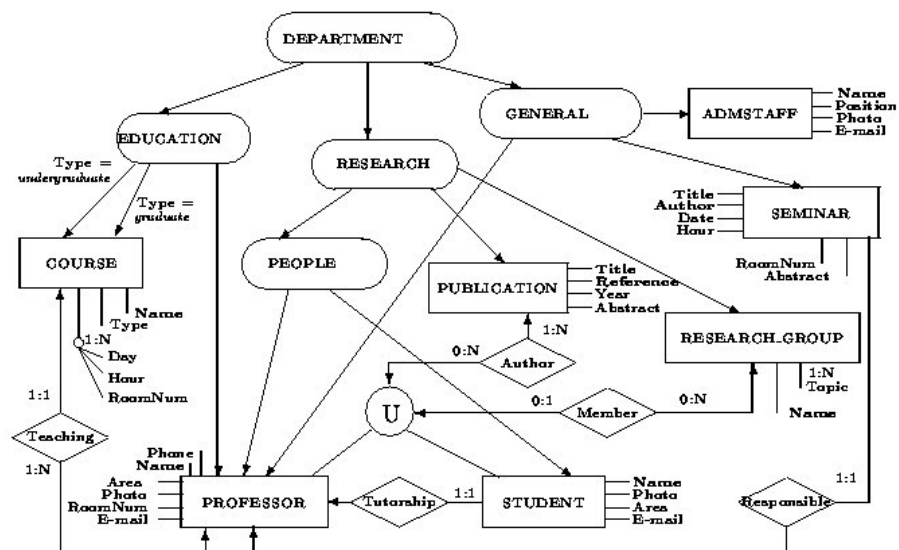 DEPARTMENT
GENERAL
ADMSTAFF
Name
Position
Photo
E-mail
EDUCATION
RESEARCH
Type =
undergraduate
Type =
graduate
Title
Author
Date
Hour
SEMINAR
RoomNum
Abstract
COURSE
Name
Type
1:N
Day
Hour
RoomNum
PEOPLE
PUBLICATION
Title
Reference
Year
Abstract
1:N
0:N
Author
RESEARCH_GROUP
1:N
Topic
Name
U
0:1
Member
0:N
1:1
Teaching
1:N
Phone
Name
Area
Photo
RoomNum
E-mail
PROFESSOR
Tutorship
1:1
STUDENT
Name
Photo
Area
E-mail
1:1
Responsible